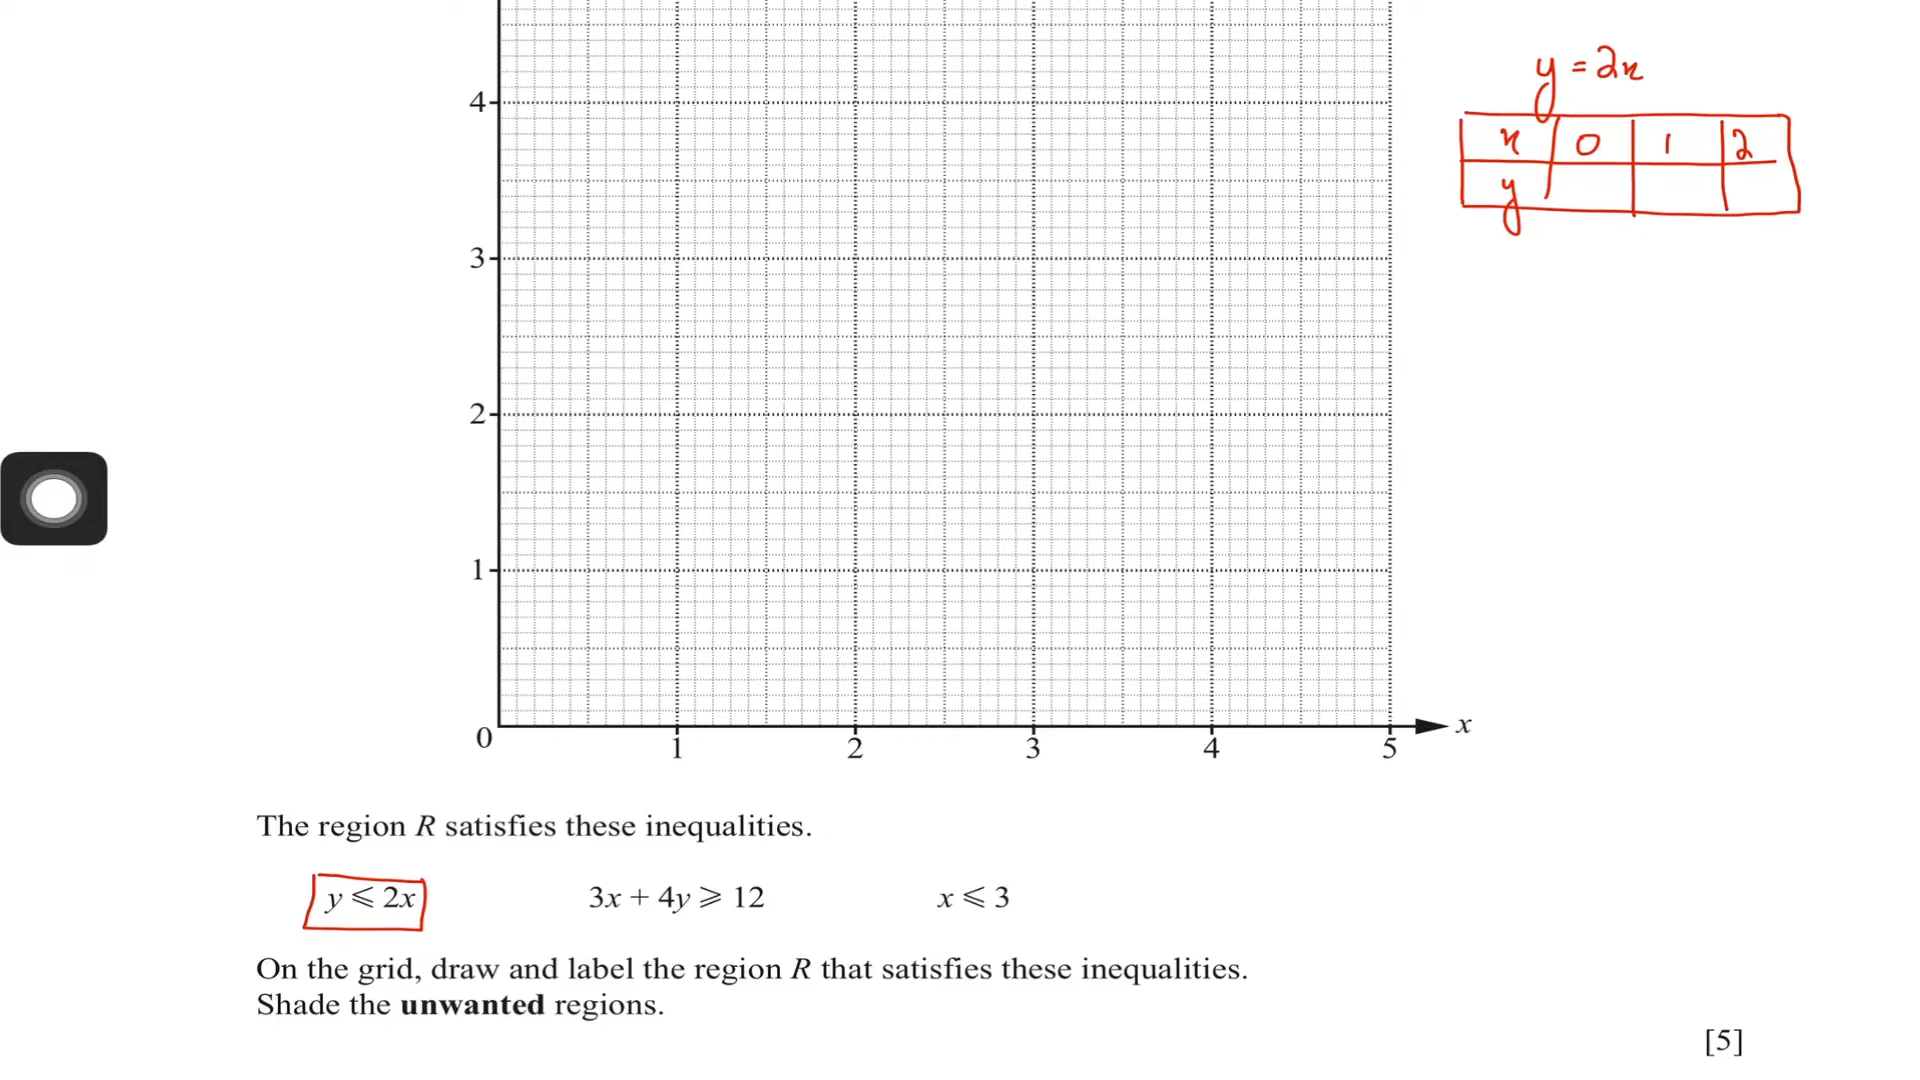 y = 2x
4
x 0 1 2
y
3
2
1
0
1 2 3 4 5
x
The region R satisfies these inequalities.
y ⩽ 2x 3x + 4y ⩾ 12 x ⩽ 3
On the grid, draw and label the region R that satisfies these inequalities.
Shade the unwanted regions.
[5]